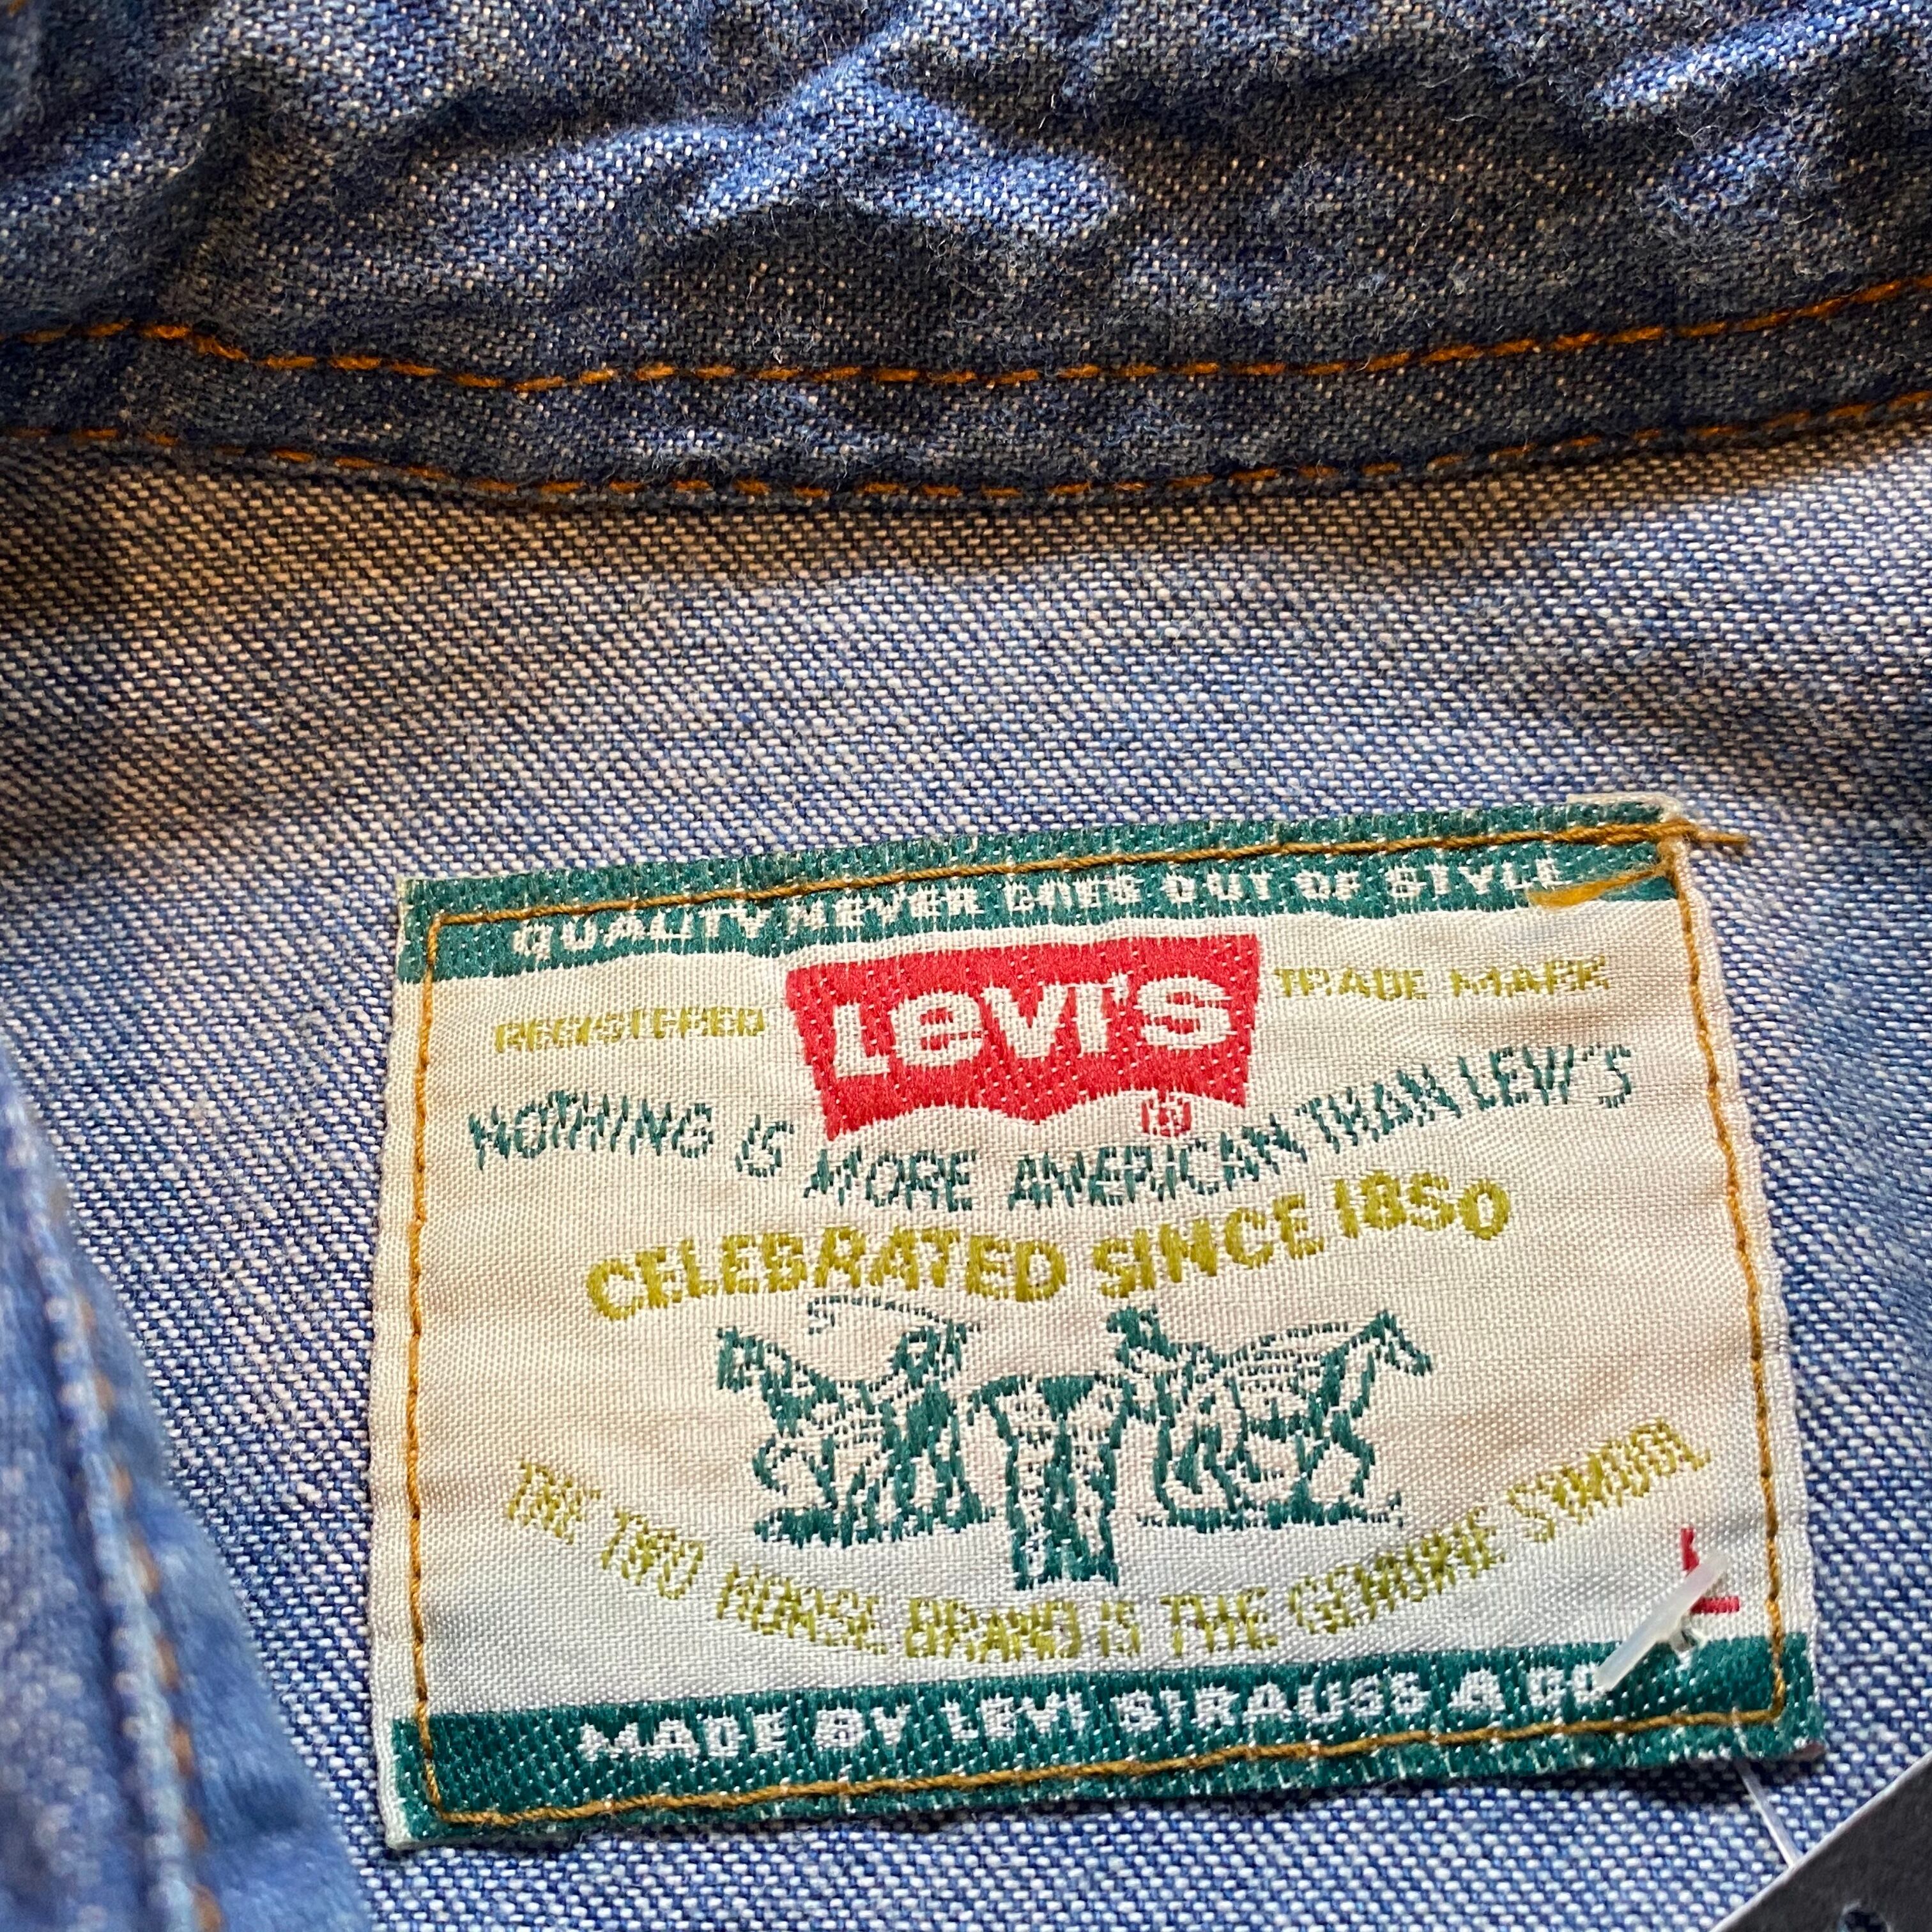 QUALITY NEVER GOES OUT OF STYLE
REGISTERED LEVI'S TRADE MARK
®
NOTHING IS MORE AMERICAN THAN LEVI'S
CELEBRATED SINCE 1850
THE TWO HORSE BRAND IS THE GENUINE SYMBOL
L
MADE BY LEVI STRAUSS & CO